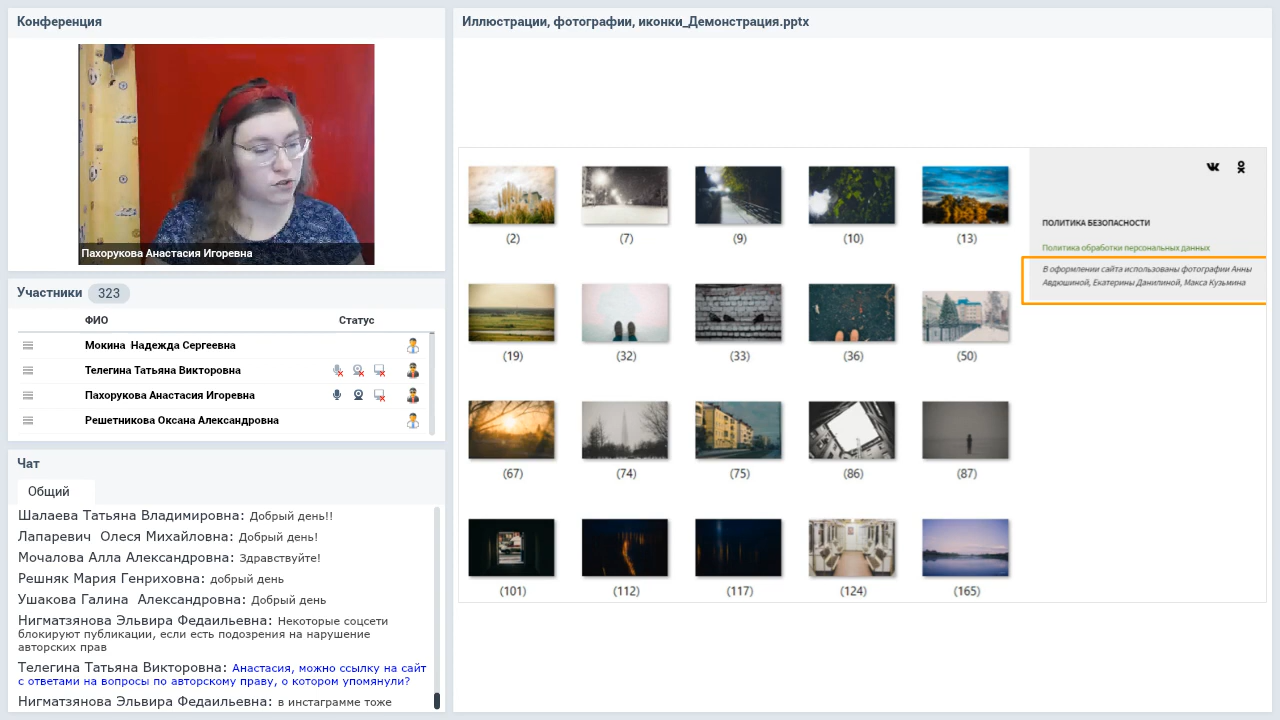 Конференция
Пахорукова Анастасия Игоревна
Участники 323
ФИО Статус
Мокина Надежда Сергеевна
Телегина Татьяна Викторовна
Пахорукова Анастасия Игоревна
Решетникова Оксана Александровна
Чат
Общий
Шалаева Татьяна Владимировна: Добрый день!!
Лапаревич Олеся Михайловна: Добрый день!
Мочалова Алла Александровна: Здравствуйте!
Решняк Мария Генриховна: добрый день
Ушакова Галина Александровна: Добрый день
Нигматзянова Эльвира Федаильевна: Некоторые соцсети
блокируют публикации, если есть подозрения на нарушение
авторских прав
Телегина Татьяна Викторовна: Анастасия, можно ссылку на сайт
с ответами на вопросы по авторскому праву, о котором упомянули?
Нигматзянова Эльвира Федаильевна: в инстаграмме тоже
Иллюстрации, фотографии, иконки_Демонстрация.pptx
(2) (7) (9) (10) (13)
(19) (32) (33) (36) (50)
(67) (74) (75) (86) (87)
(101) (112) (117) (124) (165)
ПОЛИТИКА БЕЗОПАСНОСТИ
Политика обработки персональных данных
В оформлении сайта использованы фотографии Анны
Авдюшиной, Екатерины Данилиной, Макса Кузьмина